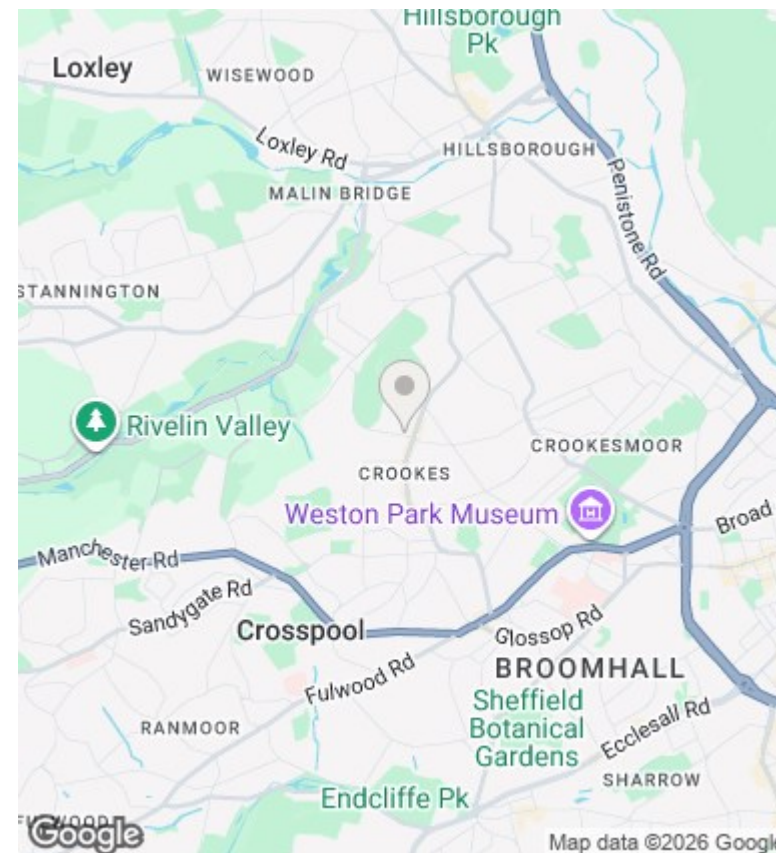 Hillsborough
Pk
Loxley
WISEWOOD
Loxley Rd
HILLSBOROUGH
MALIN BRIDGE
Penistone Rd
STANNINGTON
Rivelin Valley
CROOKESMOOR
CROOKES
Weston Park Museum
Broad
Manchester Rd
Sandygate Rd
Crosspool
Glossop Rd
Fulwood Rd
BROOMHALL
Sheffield
Botanical
Gardens
Ecclesall Rd
RANMOOR
SHARROW
Endcliffe Pk
Google
Map data ©2026 Google